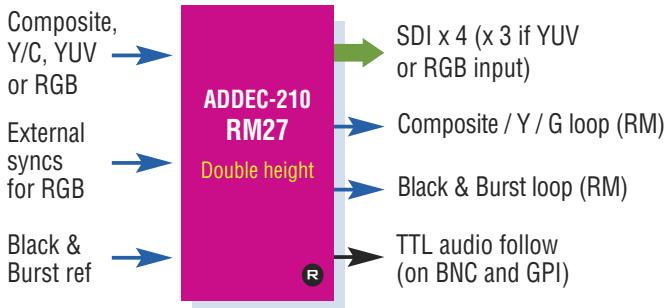 Composite,
Y/C, YUV
or RGB
External
syncs
for RGB
Black &
Burst ref
ADDEC-210
RM27
Double height
R
SDI x 4 (x 3 if YUV
or RGB input)
Composite / Y / G loop (RM)
Black & Burst loop (RM)
TTL audio follow
(on BNC and GPI)